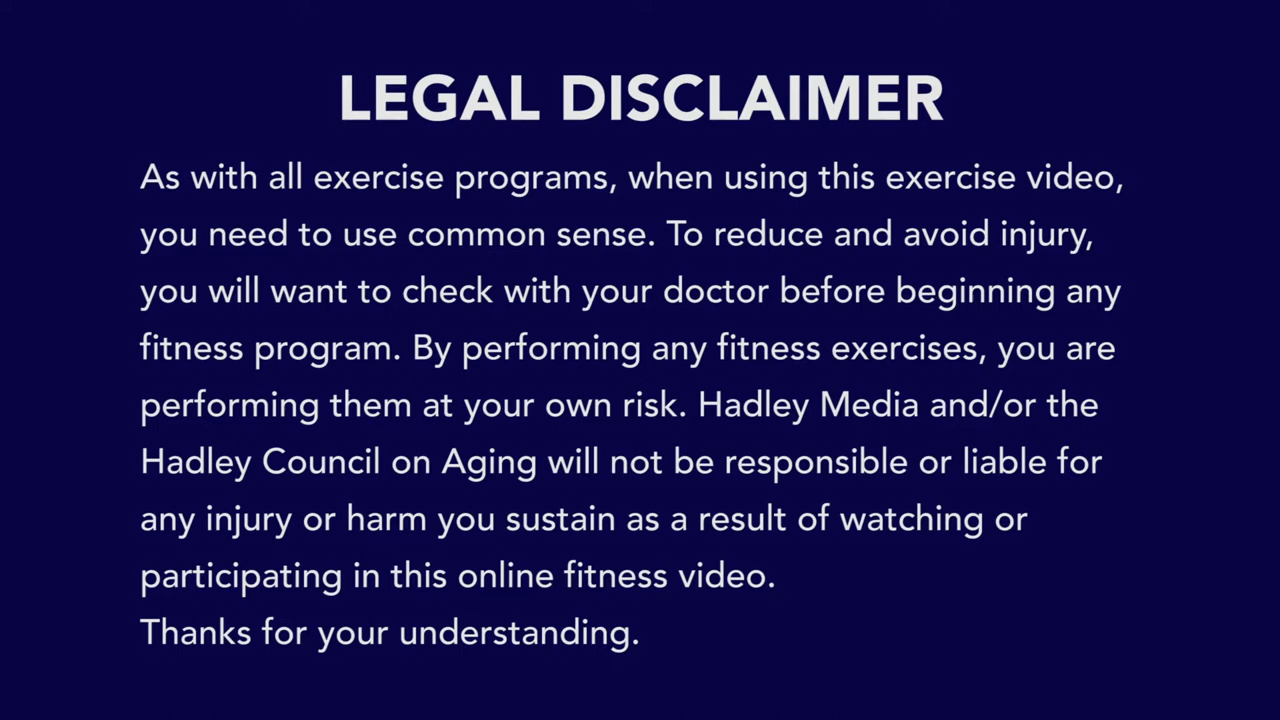 LEGAL DISCLAIMER
As with all exercise programs, when using this exercise video,
you need to use common sense. To reduce and avoid injury,
you will want to check with your doctor before beginning any
fitness program. By performing any fitness exercises, you are
performing them at your own risk. Hadley Media and/or the
Hadley Council on Aging will not be responsible or liable for
any injury or harm you sustain as a result of watching or
participating in this online fitness video.
Thanks for your understanding.